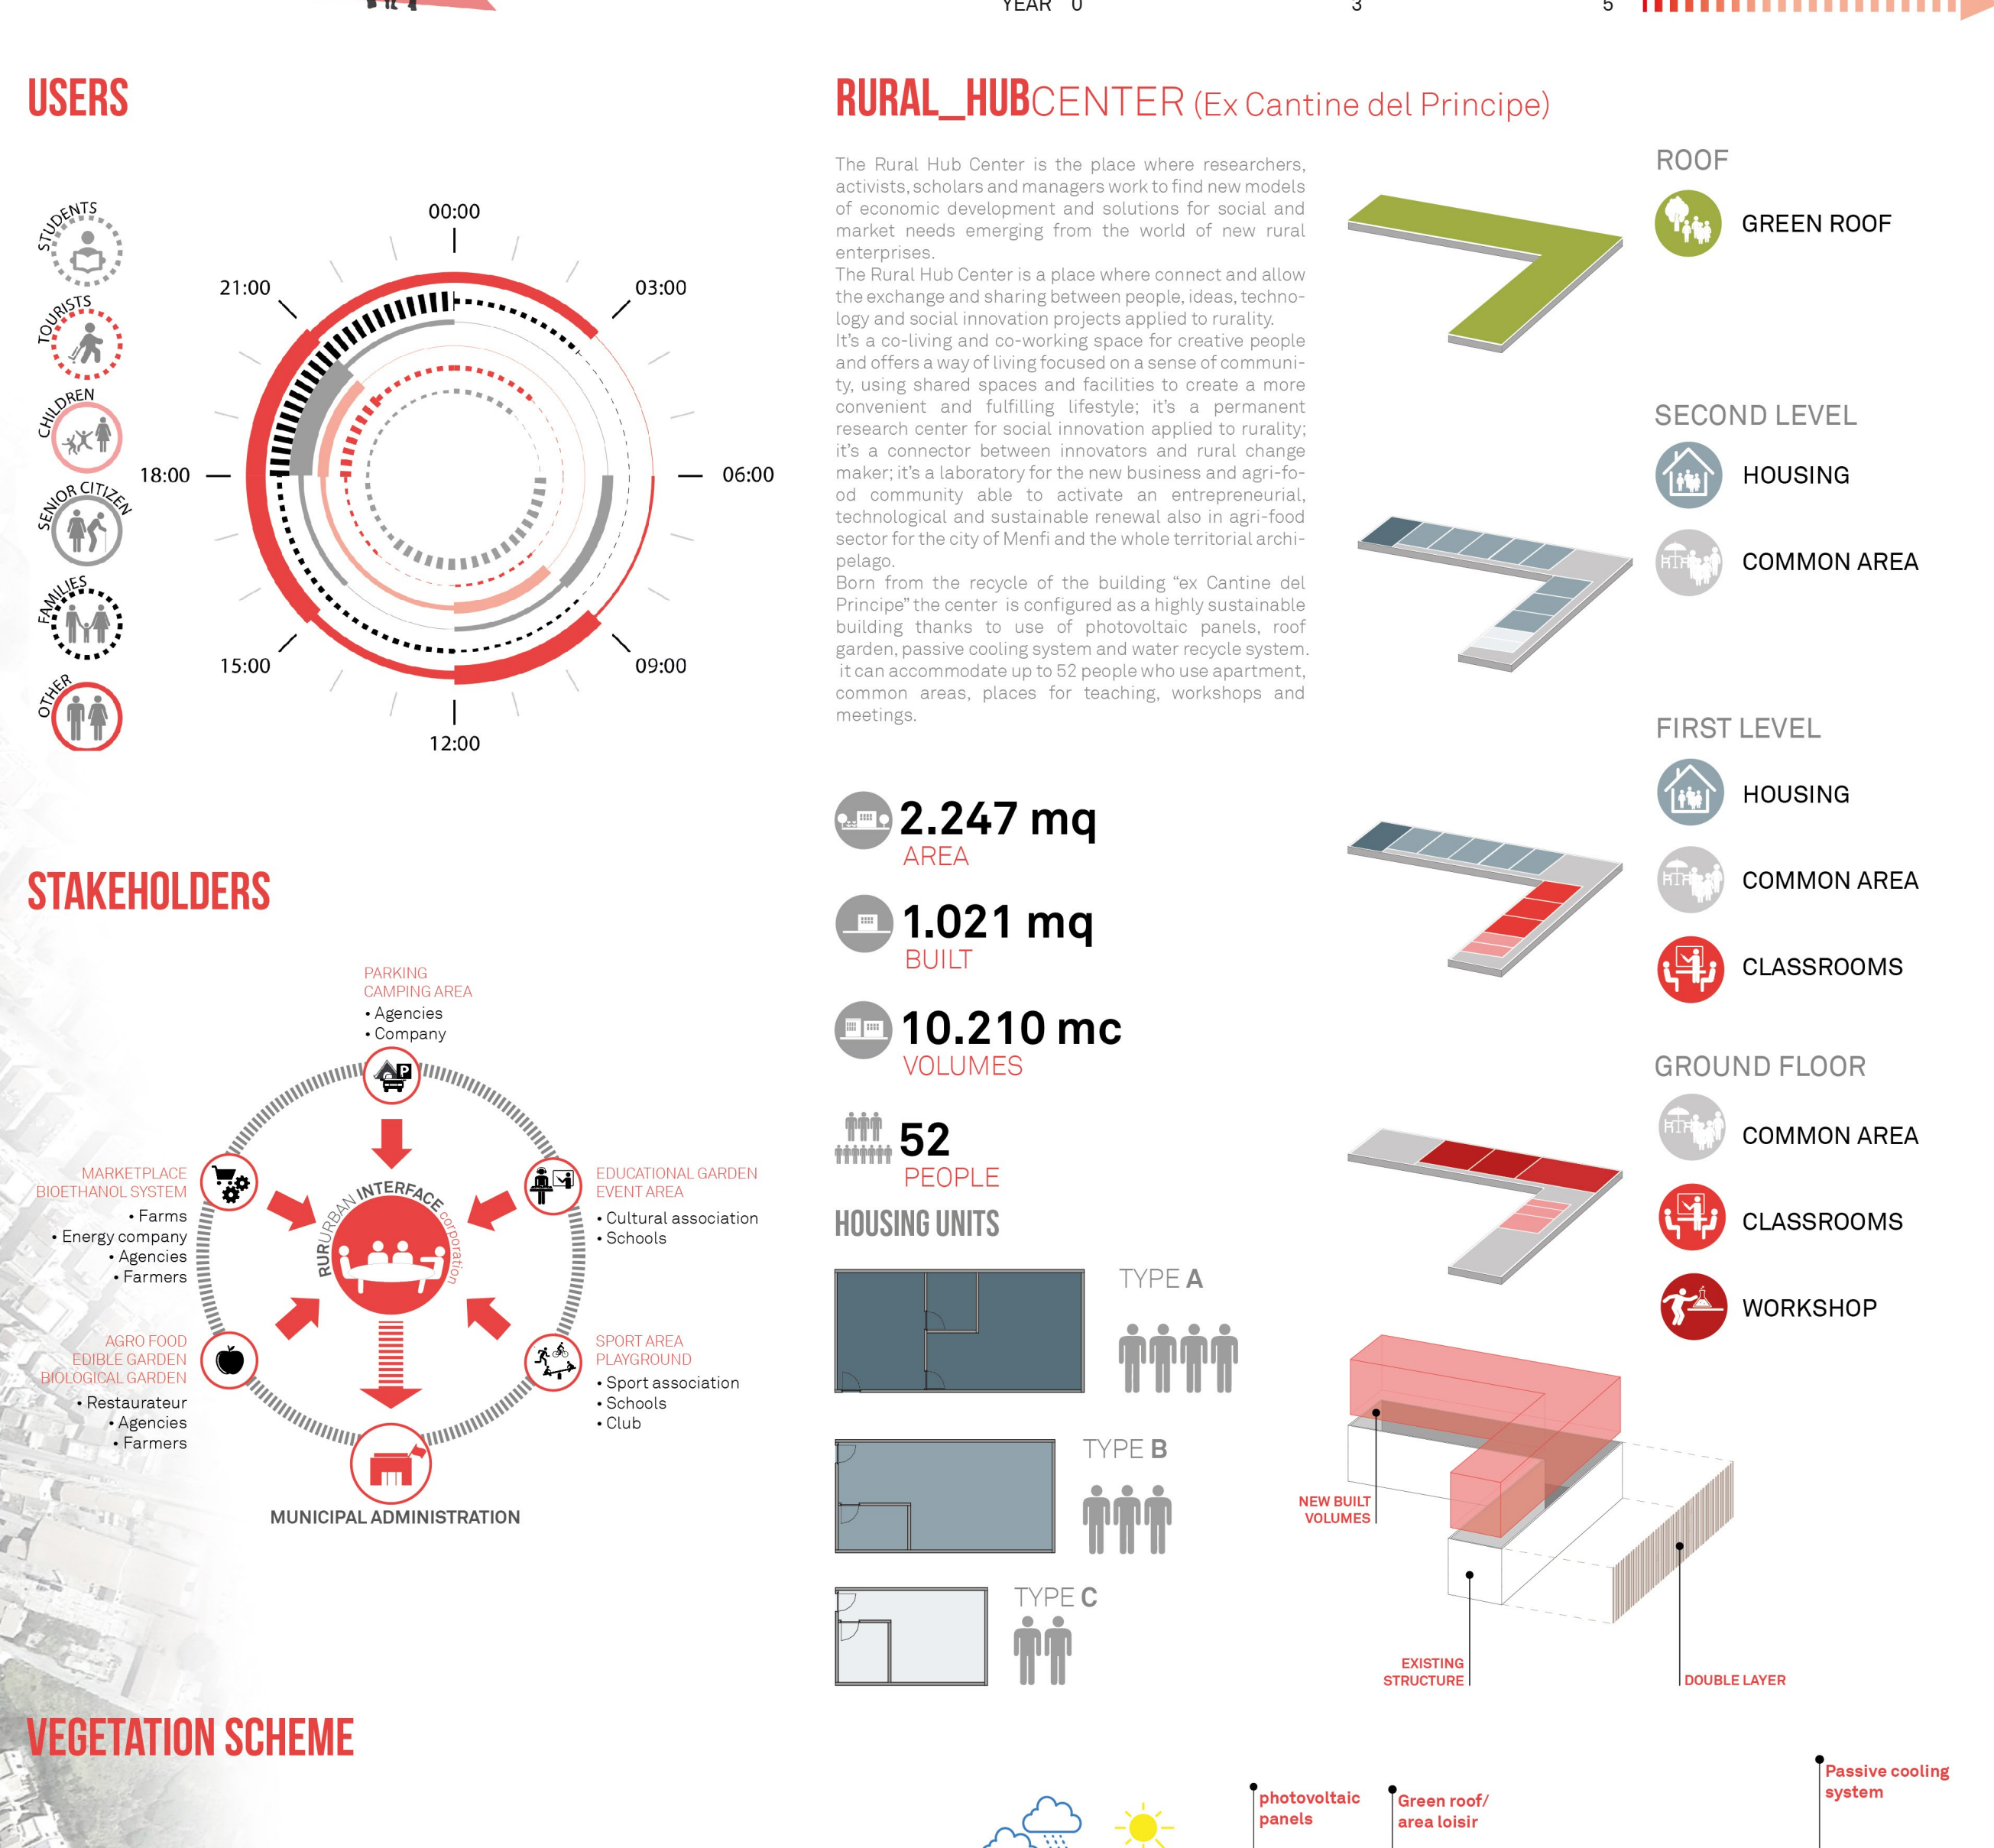 YEAR 0 3 5
USERS
STUDENTS
TOURISTS
CHILDREN
SENIOR CITIZEN
FAMILIES
OTHER
00:00
03:00
06:00
09:00
12:00
15:00
18:00
21:00
STAKEHOLDERS
PARKING
CAMPING AREA
• Agencies
• Company
P
MARKETPLACE
BIOETHANOL SYSTEM
• Farms
• Energy company
• Agencies
• Farmers
EDUCATIONAL GARDEN
EVENT AREA
• Cultural association
• Schools
RURURBAN INTERFACE corporation
AGRO FOOD
EDIBLE GARDEN
BIOLOGICAL GARDEN
• Restaurateur
• Agencies
• Farmers
SPORT AREA
PLAYGROUND
• Sport association
• Schools
• Club
MUNICIPAL ADMINISTRATION
VEGETATION SCHEME
RURAL_HUBCENTER (Ex Cantine del Principe)
The Rural Hub Center is the place where researchers,
activists, scholars and managers work to find new models
of economic development and solutions for social and
market needs emerging from the world of new rural
enterprises.
The Rural Hub Center is a place where connect and allow
the exchange and sharing between people, ideas, techno-
logy and social innovation projects applied to rurality.
It's a co-living and co-working space for creative people
and offers a way of living focused on a sense of communi-
ty, using shared spaces and facilities to create a more
convenient and fulfilling lifestyle; it's a permanent
research center for social innovation applied to rurality;
it's a connector between innovators and rural change
maker; it's a laboratory for the new business and agri-fo-
od community able to activate an entrepreneurial,
technological and sustainable renewal also in agri-food
sector for the city of Menfi and the whole territorial archi-
pelago.
Born from the recycle of the building "ex Cantine del
Principe" the center is configured as a highly sustainable
building thanks to use of photovoltaic panels, roof
garden, passive cooling system and water recycle system.
it can accommodate up to 52 people who use apartment,
common areas, places for teaching, workshops and
meetings.
2.247 mq
AREA
1.021 mq
BUILT
10.210 mc
VOLUMES
52
PEOPLE
HOUSING UNITS
TYPE A
TYPE B
TYPE C
ROOF
GREEN ROOF
SECOND LEVEL
HOUSING
COMMON AREA
FIRST LEVEL
HOUSING
COMMON AREA
CLASSROOMS
GROUND FLOOR
COMMON AREA
CLASSROOMS
WORKSHOP
NEW BUILT
VOLUMES
EXISTING
STRUCTURE
DOUBLE LAYER
photovoltaic
panels
Green roof/
area loisir
Passive cooling
system